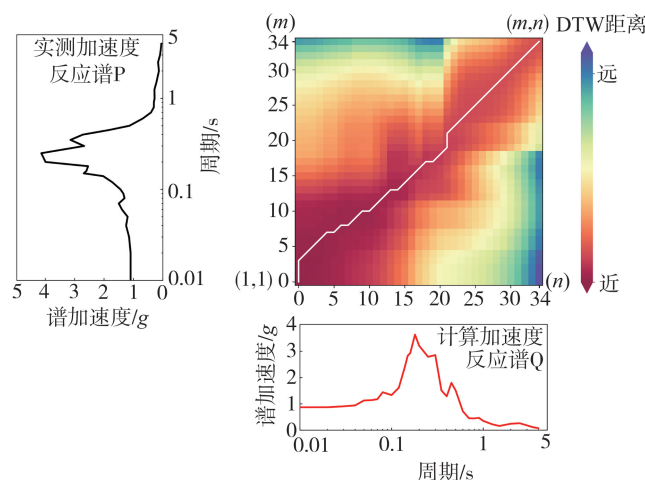 实测加速度
反应谱P
5
1
0.1
0.01
周期/s
5 4 3 2 1 0
谱加速度/g
(m)
(m,n)
34
30
25
20
15
10
5
0
(1,1)
0 5 10 15 20 25 30 34
(n)
DTW距离
远
近
计算加速度
反应谱Q
4
3
2
1
0
谱加速度/g
0.01 0.1 1 5
周期/s